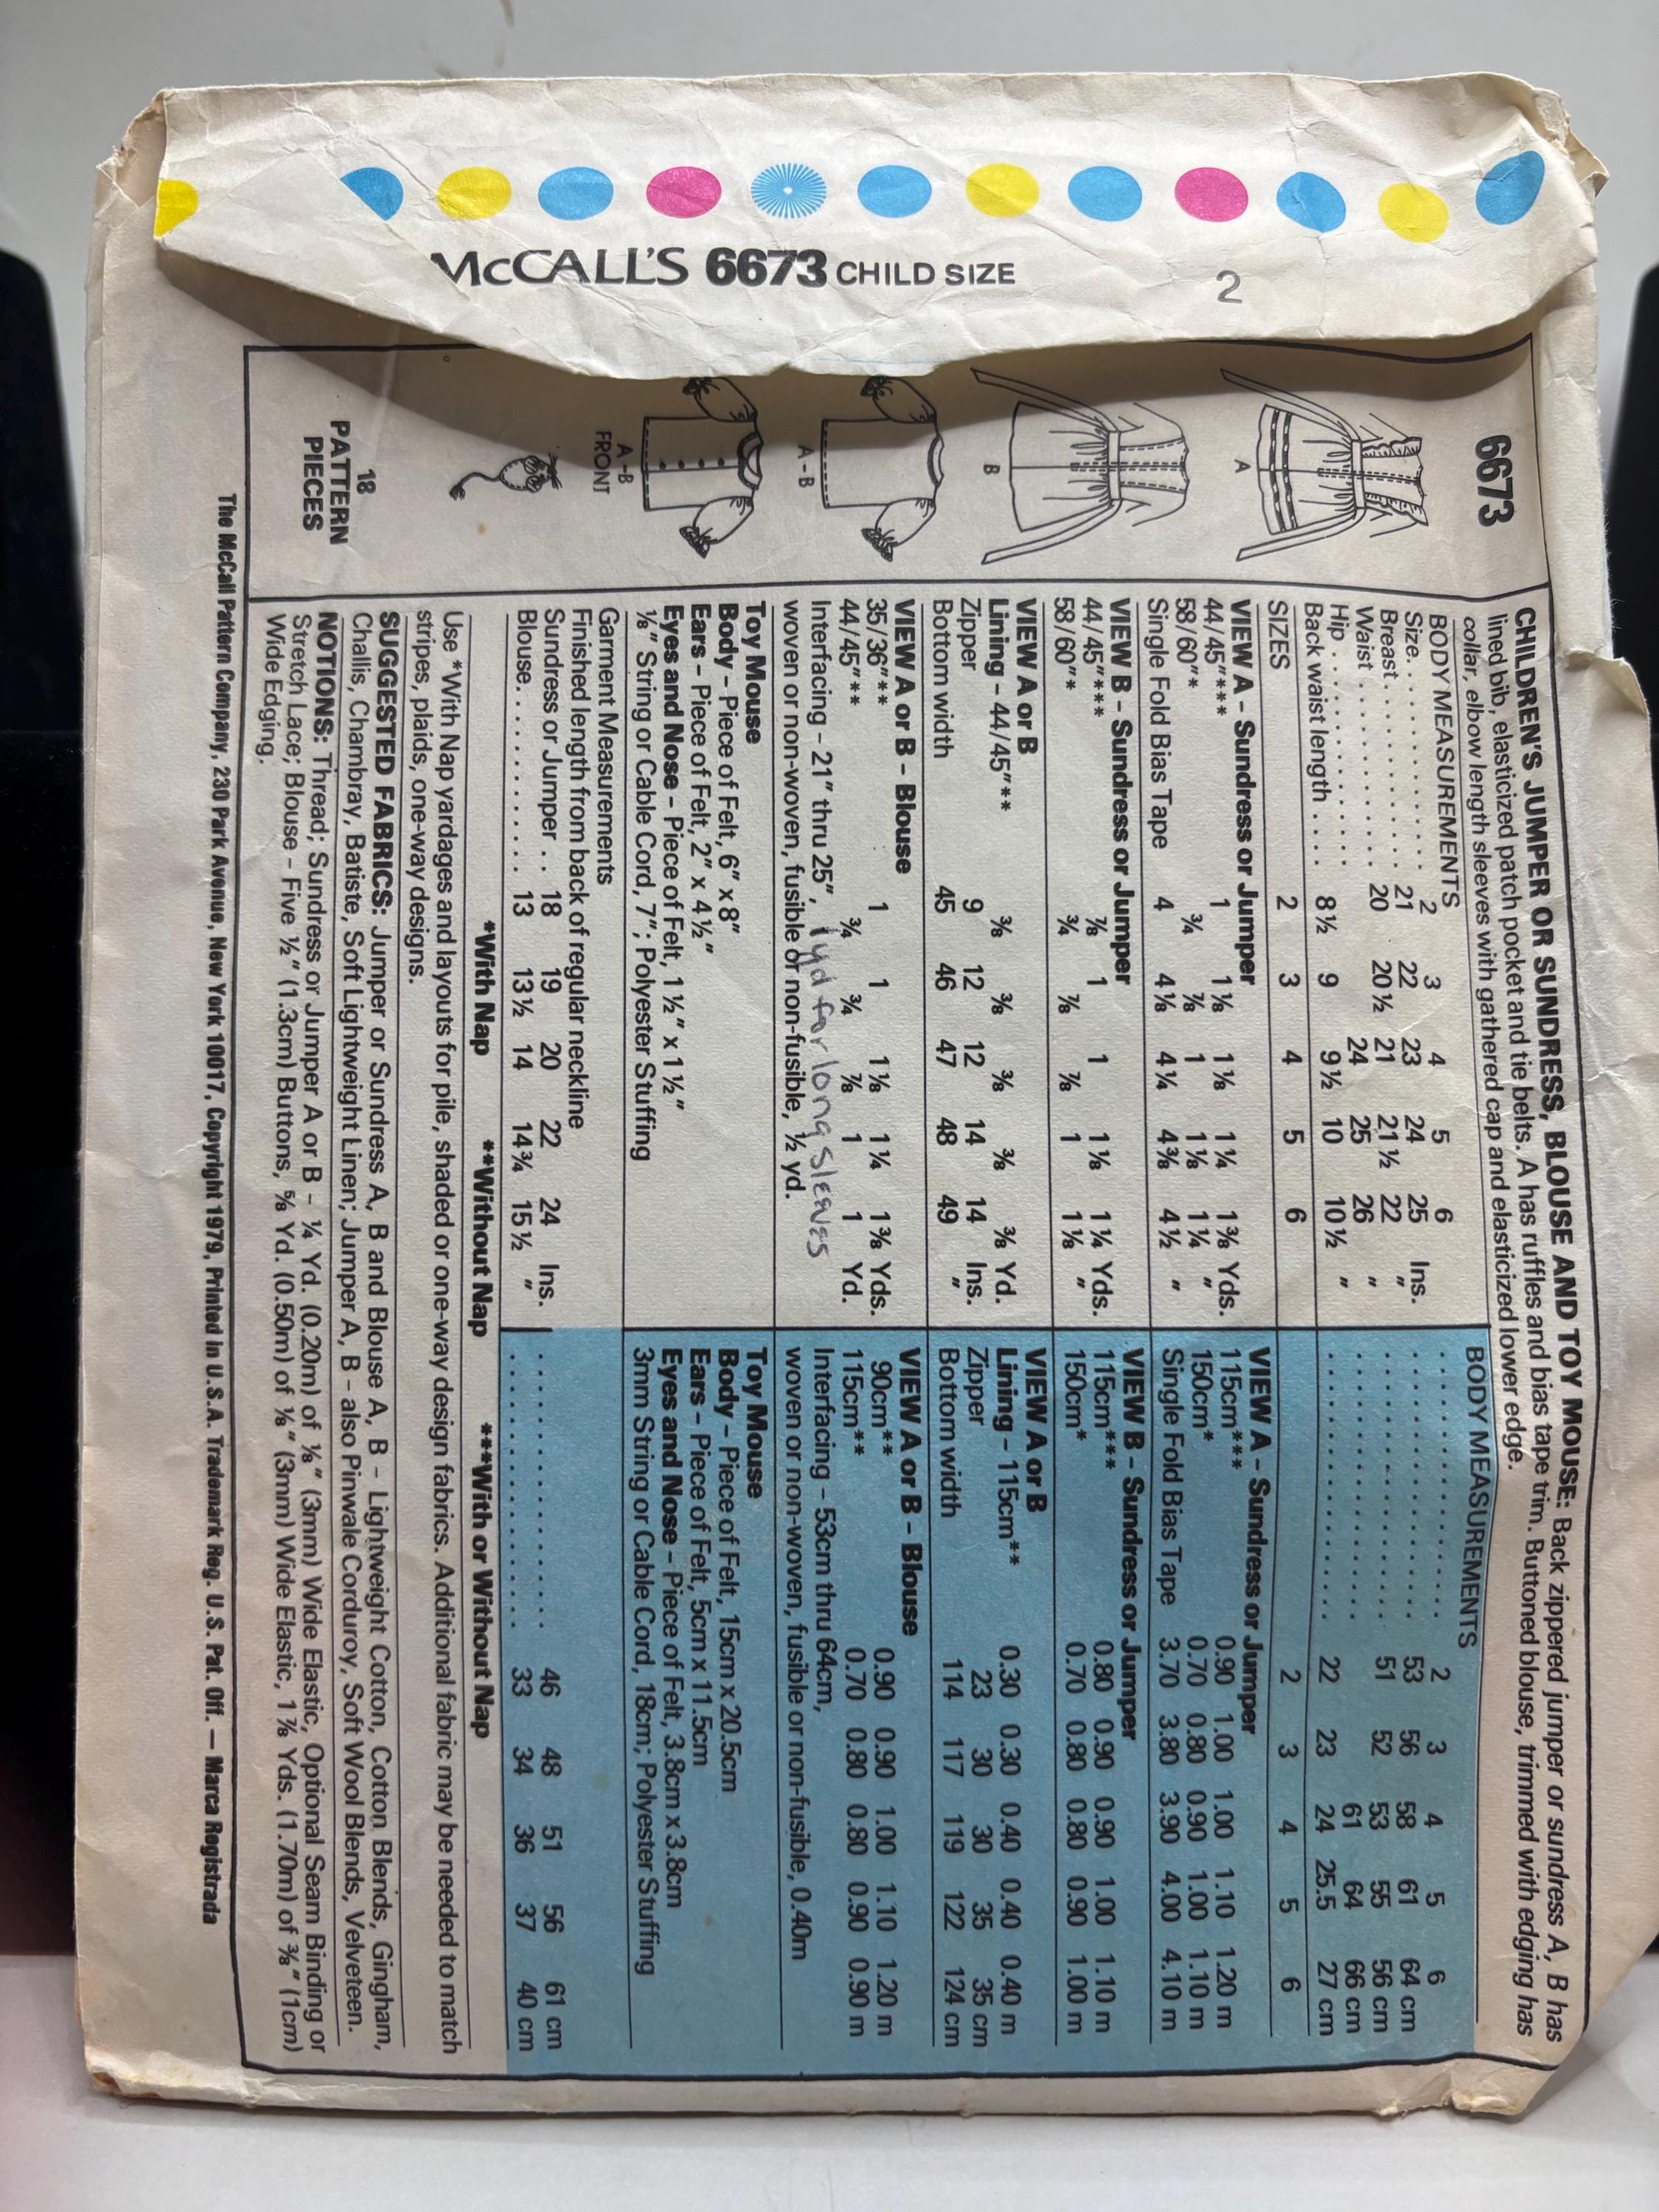 McCALL'S 6673 CHILD SIZE 2
6673
A
B
A - B
A - B
FRONT
18
PATTERN
PIECES
CHILDREN'S JUMPER OR SUNDRESS, BLOUSE AND TOY MOUSE: Back zippered jumper or sundress A, B has
lined bib, elasticized patch pocket and tie belts. A has ruffles and bias tape trim. Buttoned blouse, trimmed with edging has
collar, elbow length sleeves with gathered cap and elasticized lower edge.
BODY MEASUREMENTS BODY MEASUREMENTS
Size. . . . . . . . . . . . . 2 3 4 5 6 . . . . . . . . . . . . . . . . . . 2 3 4 5 6
Breast. . . . . . . . . . . 21 22 23 24 25 Ins. . . . . . . . . . . . . . . . . . . 53 56 58 61 64 cm
Waist . . . . . . . . . . . 20 20½ 21 21½ 22 " . . . . . . . . . . . . . . . . . . 51 52 53 55 56 cm
Hip . . . . . . . . . . . . . 24 25 26 " . . . . . . . . . . . . . . . . . . 61 64 66 cm
Back waist length . . . . 8½ 9 9½ 10 10½ " . . . . . . . . . . . . . . . . . . 22 23 24 25.5 27 cm
SIZES 2 3 4 5 6 2 3 4 5 6
VIEW A – Sundress or Jumper VIEW A – Sundress or Jumper
44/45"*** 1 1⅛ 1⅛ 1¼ 1⅜ Yds. 115cm*** 0.90 1.00 1.00 1.10 1.20 m
58/60"* ¾ ⅞ 1 1⅛ 1¼ " 150cm* 0.70 0.80 0.90 1.00 1.10 m
Single Fold Bias Tape 4 4⅛ 4¼ 4⅜ 4½ " Single Fold Bias Tape 3.70 3.80 3.90 4.00 4.10 m
VIEW B – Sundress or Jumper VIEW B – Sundress or Jumper
44/45"*** ⅞ 1 1 1⅛ 1¼ Yds. 115cm*** 0.80 0.90 0.90 1.00 1.10 m
58/60"* ¾ ⅞ ⅞ 1 1⅛ " 150cm* 0.70 0.80 0.80 0.90 1.00 m
VIEW A or B VIEW A or B
Lining – 44/45"** ⅜ ⅜ ⅜ ⅜ ⅜ Yd. Lining – 115cm** 0.30 0.30 0.40 0.40 0.40 m
Zipper 9 12 12 14 14 Ins. Zipper 23 30 30 35 35 cm
Bottom width 45 46 47 48 49 " Bottom width 114 117 119 122 124 cm
VIEW A or B – Blouse VIEW A or B – Blouse
35/36"** 1 1 1⅛ 1¼ 1⅜ Yds. 90cm** 0.90 0.90 1.00 1.10 1.20 m
44/45"** ¾ ¾ ⅞ 1 1 Yd. 115cm** 0.70 0.80 0.80 0.90 0.90 m
Interfacing – 21" thru 25", 1yd for long sleeves Interfacing – 53cm thru 64cm,
woven or non-woven, fusible or non-fusible, ½ yd. woven or non-woven, fusible or non-fusible, 0.40m
Toy Mouse Toy Mouse
Body – Piece of Felt, 6" x 8" Body – Piece of Felt, 15cm x 20.5cm
Ears – Piece of Felt, 2" x 4½" Ears – Piece of Felt, 5cm x 11.5cm
Eyes and Nose – Piece of Felt, 1½" x 1½" Eyes and Nose – Piece of Felt, 3.8cm x 3.8cm
⅛" String or Cable Cord, 7"; Polyester Stuffing 3mm String or Cable Cord, 18cm; Polyester Stuffing
Garment Measurements
Finished length from back of regular neckline
Sundress or Jumper . . 18 19 20 22 24 Ins. . . . . . . . . . . . . . . . . . . 46 48 51 56 61 cm
Blouse. . . . . . . . . . . . 13 13½ 14 14¾ 15½ " . . . . . . . . . . . . . . . . . . 33 34 36 37 40 cm
*With Nap **Without Nap ***With or Without Nap
Use *With Nap yardages and layouts for pile, shaded or one-way design fabrics. Additional fabric may be needed to match
stripes, plaids, one-way designs.
SUGGESTED FABRICS: Jumper or Sundress A, B and Blouse A, B – Lightweight Cotton, Cotton Blends, Gingham,
Challis, Chambray, Batiste, Soft Lightweight Linen; Jumper A, B – also Pinwale Corduroy, Soft Wool Blends, Velveteen.
NOTIONS: Thread; Sundress or Jumper A or B – ¼ Yd. (0.20m) of ⅛" (3mm) Wide Elastic, Optional Seam Binding or
Stretch Lace; Blouse – Five ½" (1.3cm) Buttons, ⅝ Yd. (0.50m) of ⅛" (3mm) Wide Elastic, 1⅞ Yds. (1.70m) of ⅜" (1cm)
Wide Edging.
The McCall Pattern Company, 230 Park Avenue, New York 10017, Copyright 1979, Printed in U.S.A. Trademark Reg. U.S. Pat. Off. — Marca Registrada